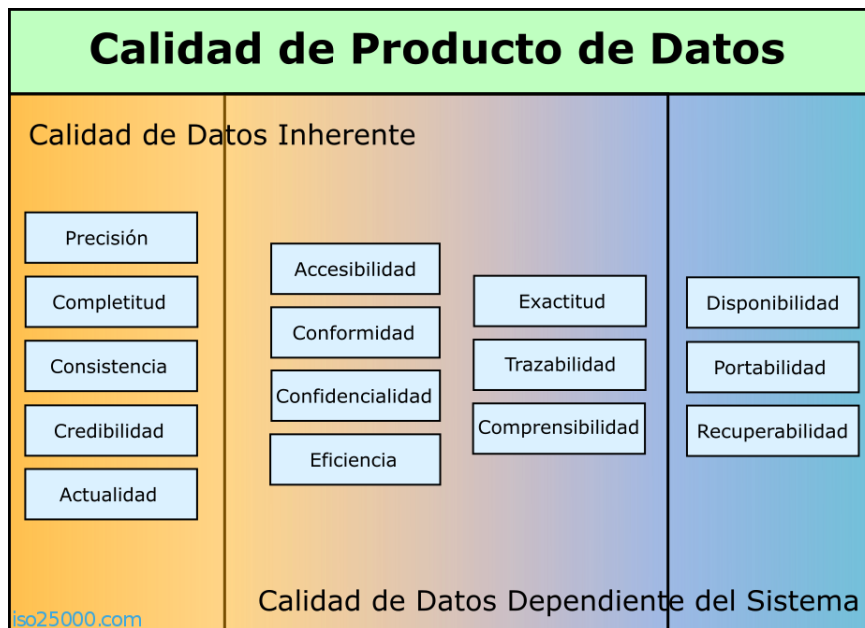 Calidad de Producto de Datos
Calidad de Datos Inherente
Precisión
Completitud
Consistencia
Credibilidad
Actualidad
Accesibilidad
Conformidad
Confidencialidad
Eficiencia
Exactitud
Trazabilidad
Comprensibilidad
Disponibilidad
Portabilidad
Recuperabilidad
Calidad de Datos Dependiente del Sistema
iso25000.com